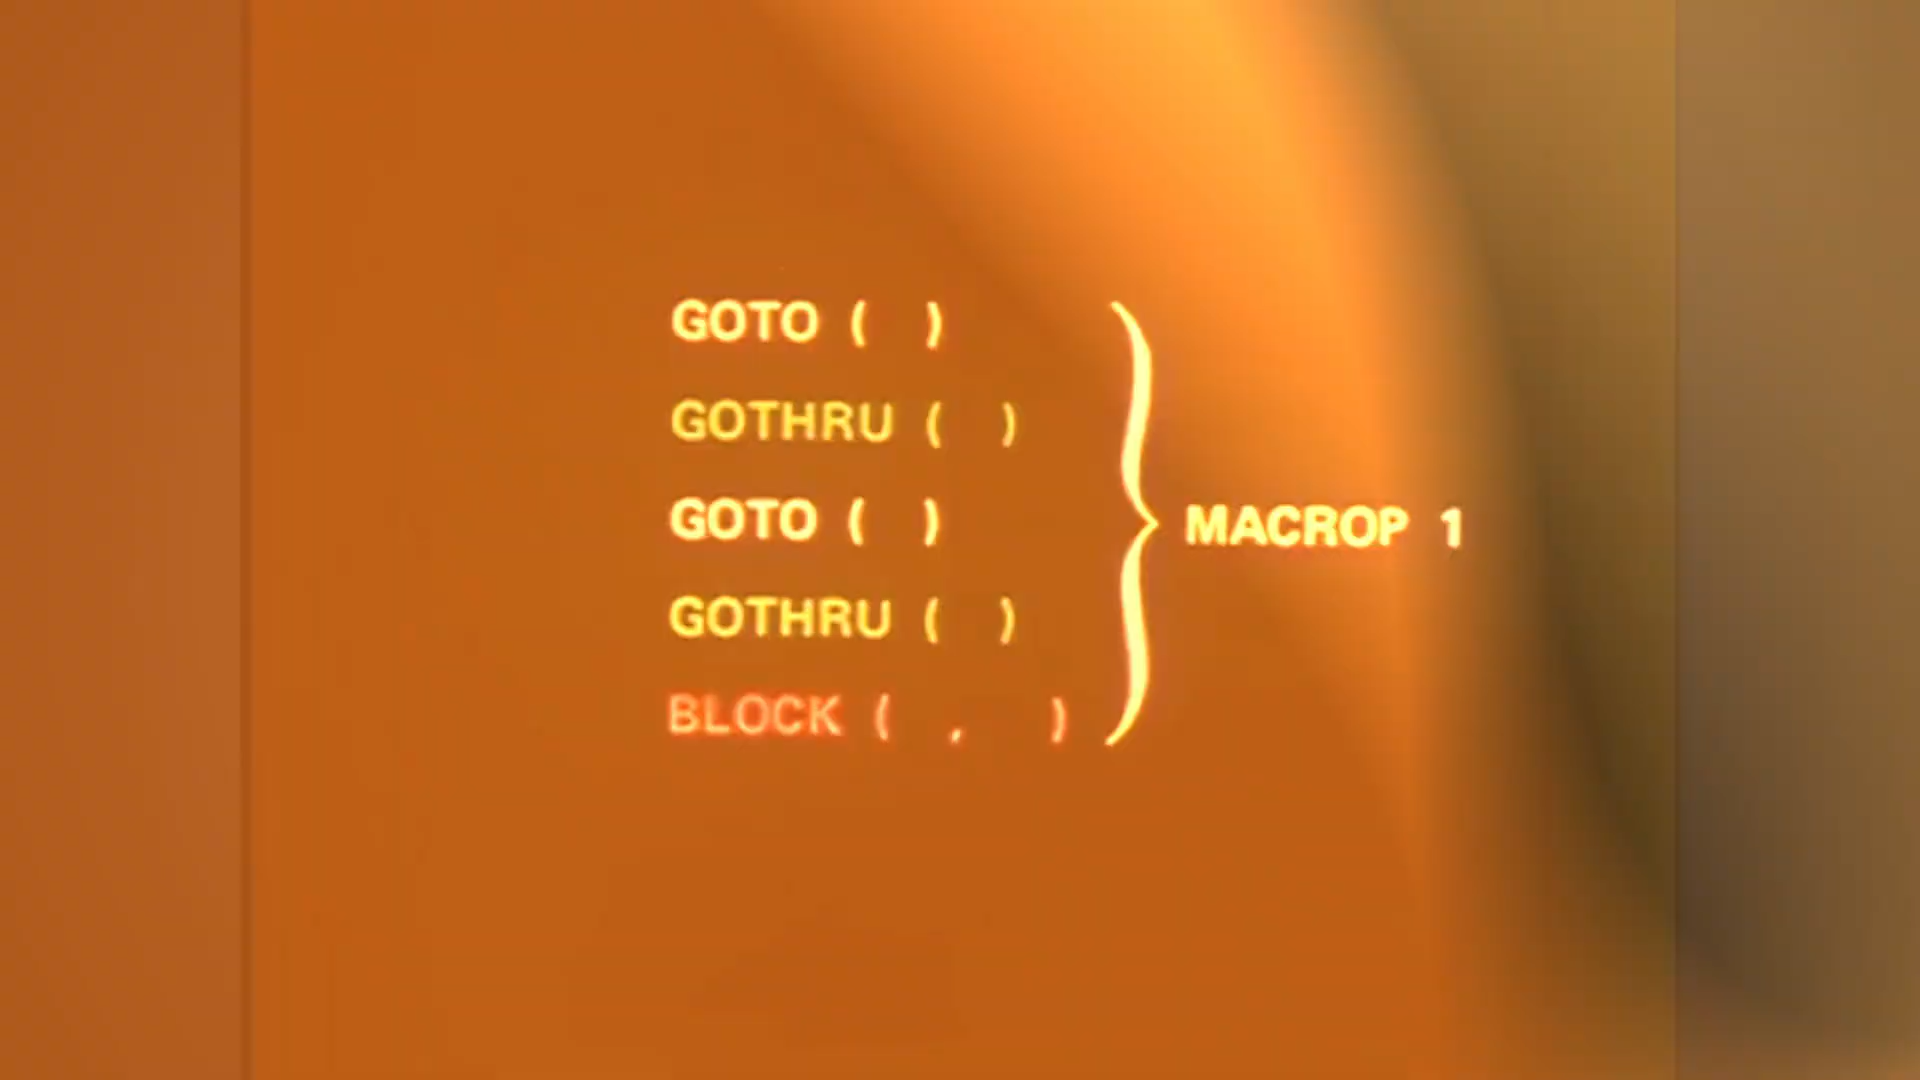 GOTO ( )
GOTHRU ( )
GOTO ( )
GOTHRU ( )
BLOCK ( , )
MACROP 1